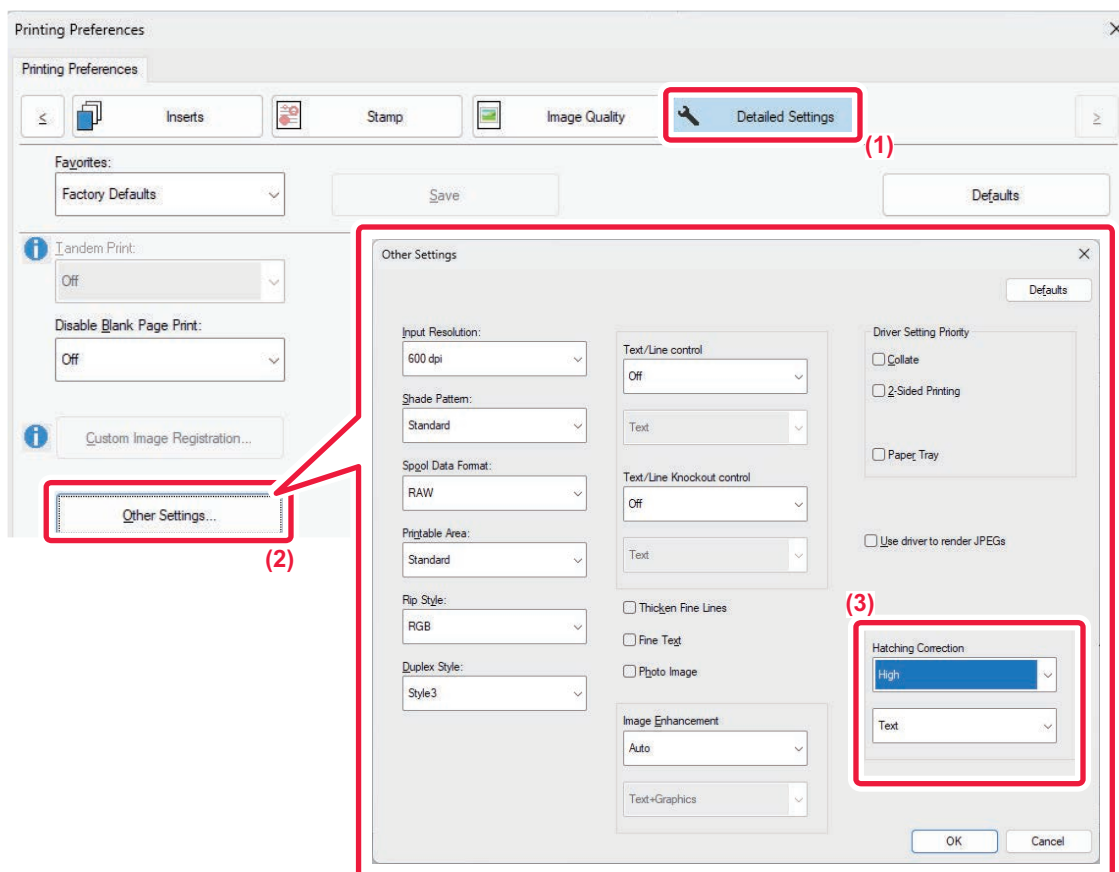 Printing Preferences
Printing Preferences
< Inserts Stamp Image Quality Detailed Settings >
(1)
Favorites:
Factory Defaults
Save
Defaults
Tandem Print:
Off
Disable Blank Page Print:
Off
Custom Image Registration...
Other Settings...
(2)
Other Settings
Defaults
Input Resolution:
600 dpi
Shade Pattern:
Standard
Spool Data Format:
RAW
Printable Area:
Standard
Rip Style:
RGB
Duplex Style:
Style3
Text/Line control
Off
Text
Text/Line Knockout control
Off
Text
Thicken Fine Lines
Fine Text
Photo Image
Image Enhancement
Auto
Text+Graphics
Driver Setting Priority
Collate
2-Sided Printing
Paper Tray
Use driver to render JPEGs
(3)
Hatching Correction
High
Text
OK Cancel